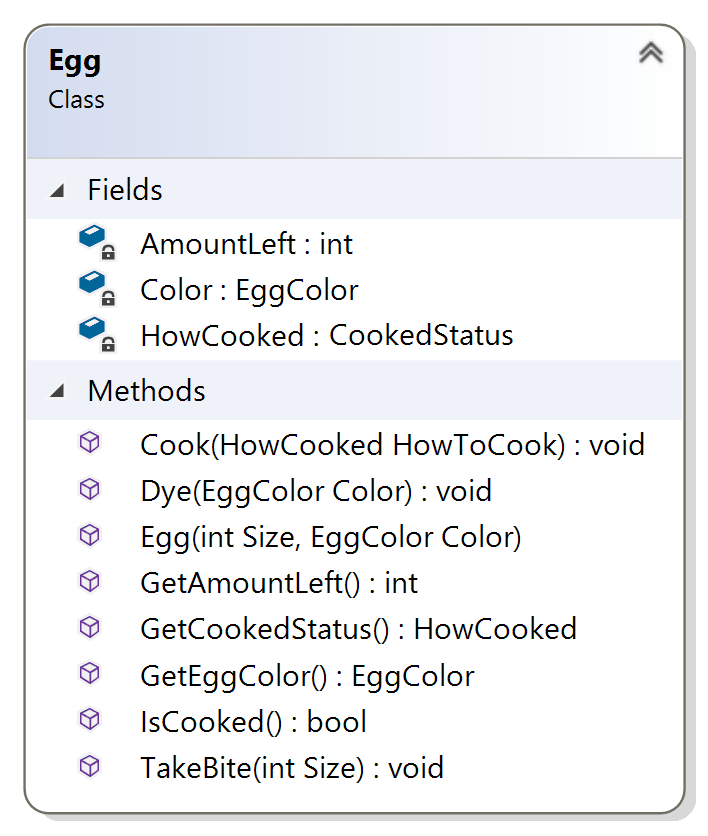 Egg
Class
Fields
AmountLeft : int
Color : EggColor
HowCooked : CookedStatus
Methods
Cook(HowCooked HowToCook) : void
Dye(EggColor Color) : void
Egg(int Size, EggColor Color)
GetAmountLeft() : int
GetCookedStatus() : HowCooked
GetEggColor() : EggColor
IsCooked() : bool
TakeBite(int Size) : void